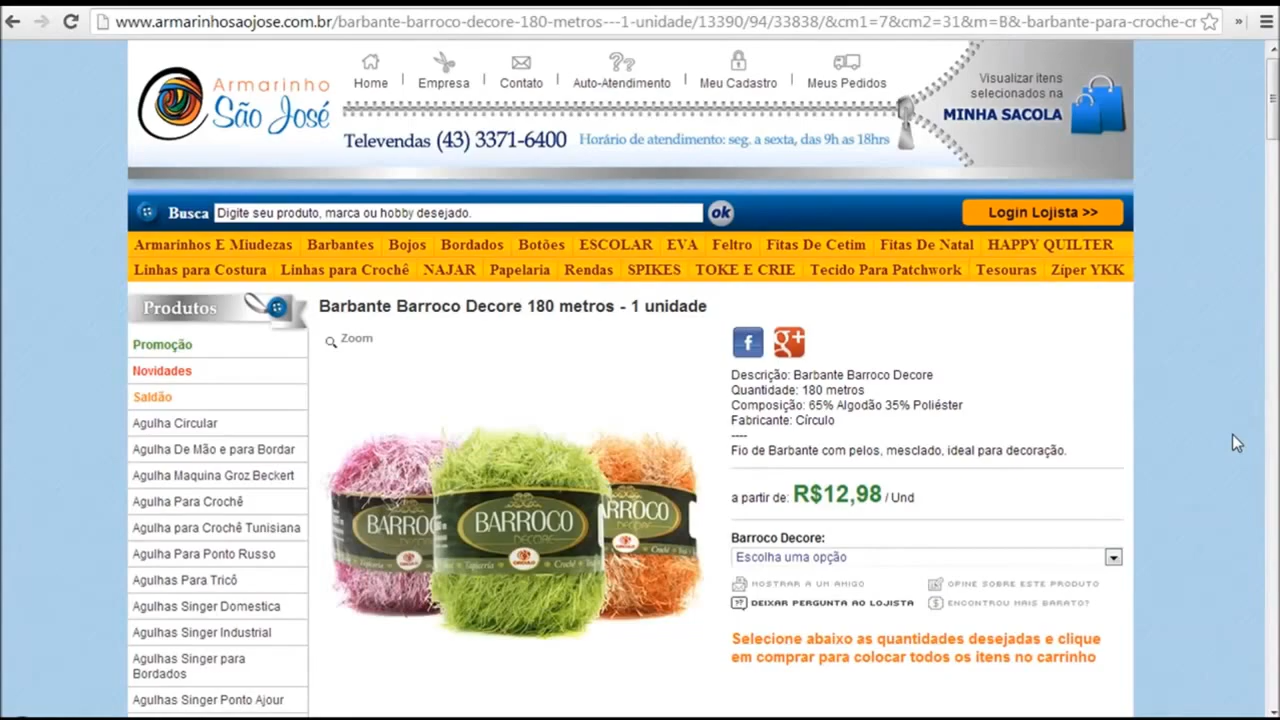 www.armarinhosaojose.com.br/barbante-barroco-decore-180-metros---1-unidade/13390/94/33838/&cm1=7&cm2=31&m=B&-barbante-para-croche-cr
Armarinho
São José
Home
Empresa
Contato
Auto-Atendimento
Meu Cadastro
Meus Pedidos
Visualizar itens
selecionados na
MINHA SACOLA
Televendas (43) 3371-6400
Horário de atendimento: seg. a sexta, das 9h as 18hrs
Busca
Digite seu produto, marca ou hobby desejado.
ok
Login Lojista >>
Armarinhos E Miudezas Barbantes Bojos Bordados Botões ESCOLAR EVA Feltro Fitas De Cetim Fitas De Natal HAPPY QUILTER
Linhas para Costura Linhas para Crochê NAJAR Papelaria Rendas SPIKES TOKE E CRIE Tecido Para Patchwork Tesouras Zíper YKK
Produtos
Promoção
Novidades
Saldão
Agulha Circular
Agulha De Mão e para Bordar
Agulha Maquina Groz Beckert
Agulha Para Crochê
Agulha para Crochê Tunisiana
Agulha Para Ponto Russo
Agulhas Para Tricô
Agulhas Singer Domestica
Agulhas Singer Industrial
Agulhas Singer para
Bordados
Agulhas Singer Ponto Ajour
Barbante Barroco Decore 180 metros - 1 unidade
Zoom
BARROCO
DECORE
CÍRCULO
f
g+
Descrição: Barbante Barroco Decore
Quantidade: 180 metros
Composição: 65% Algodão 35% Poliéster
Fabricante: Círculo
----
Fio de Barbante com pelos, mesclado, ideal para decoração.
a partir de: R$12,98 / Und
Barroco Decore:
Escolha uma opção
MOSTRAR A UM AMIGO
OPINE SOBRE ESTE PRODUTO
DEIXAR PERGUNTA AO LOJISTA
ENCONTROU MAIS BARATO?
Selecione abaixo as quantidades desejadas e clique
em comprar para colocar todos os itens no carrinho